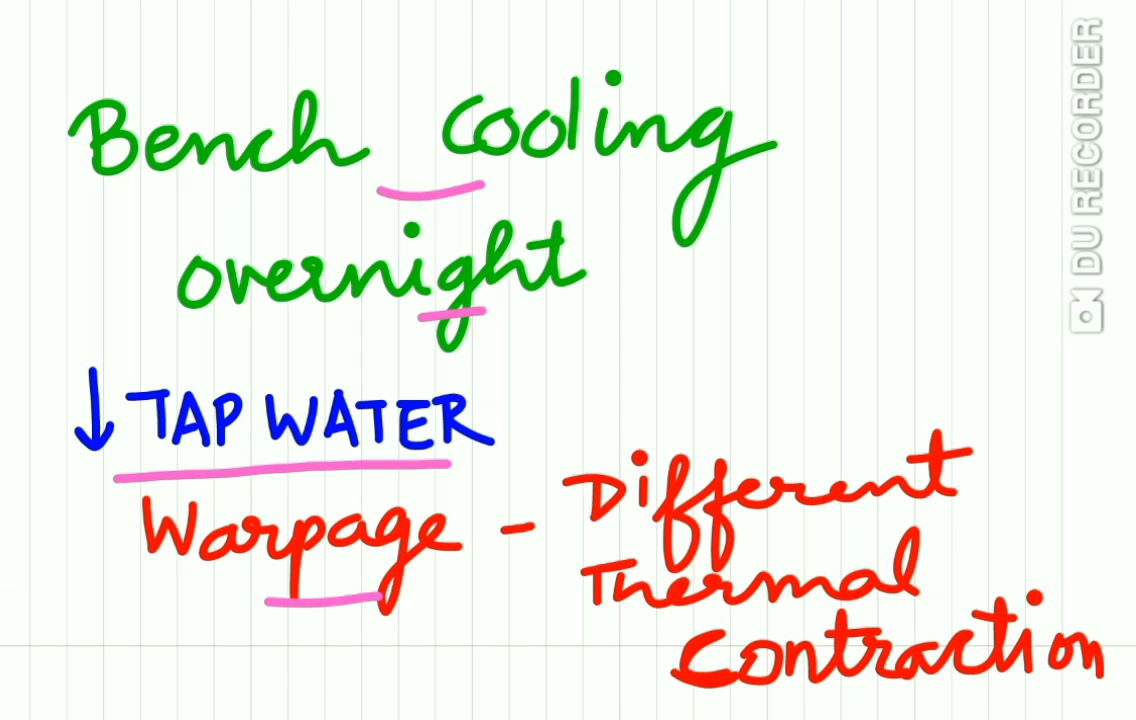 Bench cooling
overnight
↓ TAP WATER
Warpage - Different
Thermal
Contraction
DU RECORDER